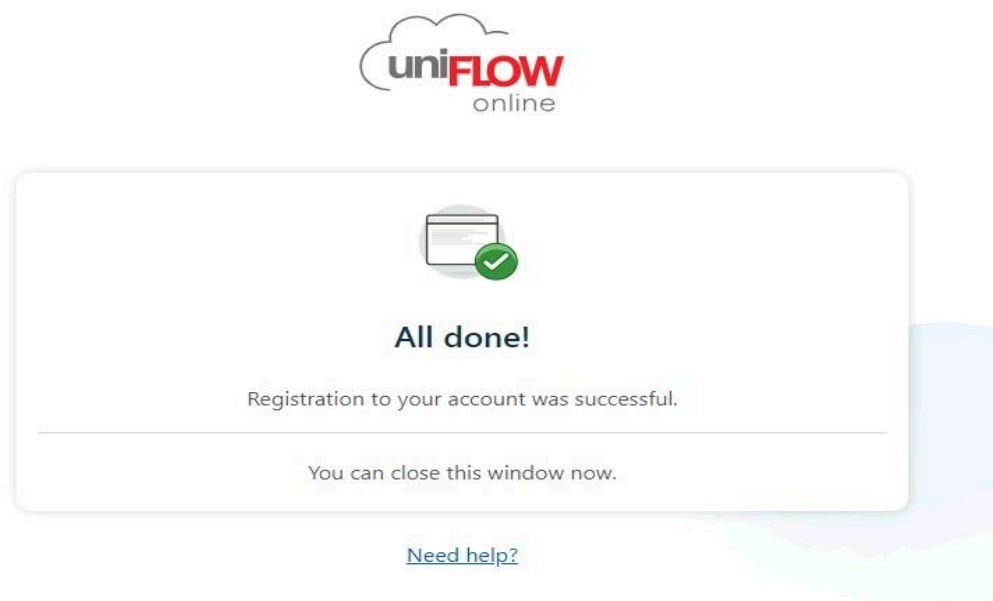 uniFLOW
online
All done!
Registration to your account was successful.
You can close this window now.
Need help?